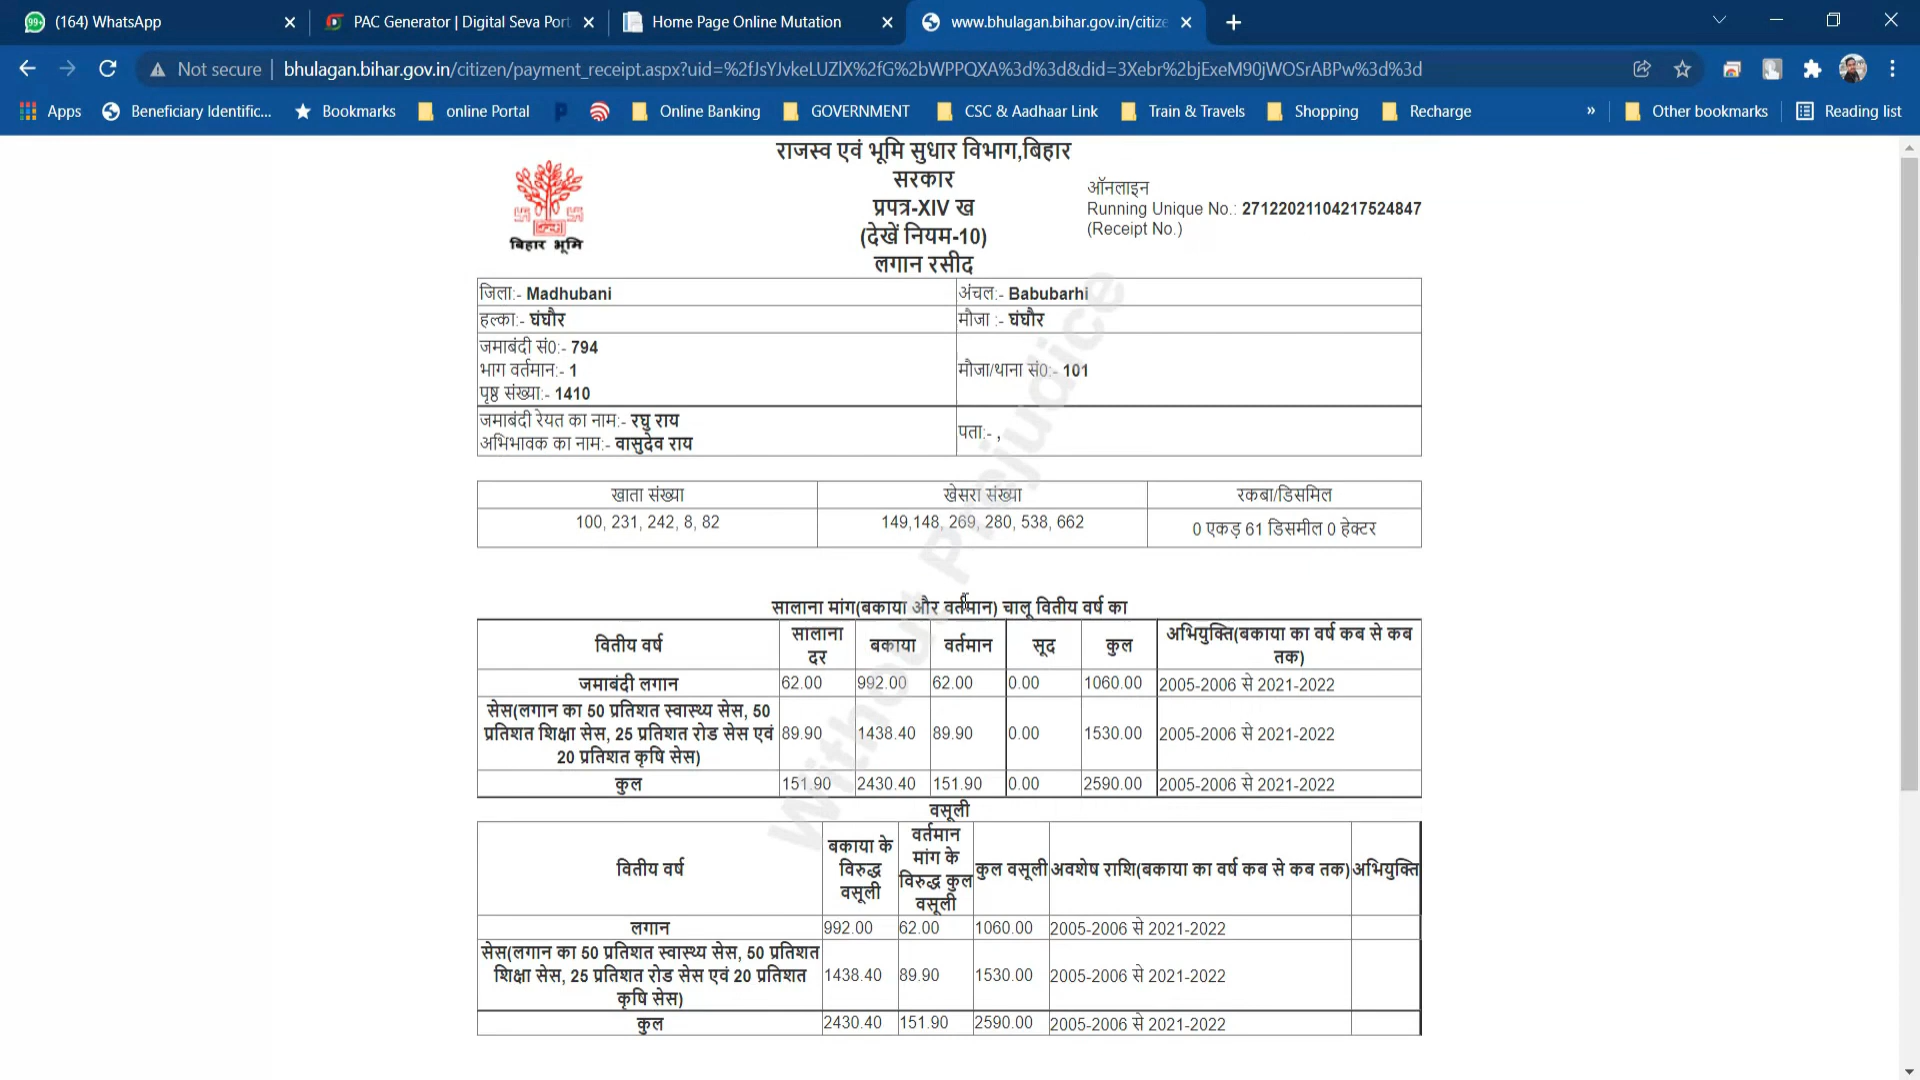 (164) WhatsApp
PAC Generator | Digital Seva Port
Home Page Online Mutation
www.bhulagan.bihar.gov.in/citize
Not secure
bhulagan.bihar.gov.in/citizen/payment_receipt.aspx?uid=%2fJsYJvkeLUZlX%2fG%2bWPPQXA%3d%3d&did=3Xebr%2bjExeM90jWOSrABPw%3d%3d
Apps
Beneficiary Identific...
Bookmarks
online Portal
Online Banking
GOVERNMENT
CSC & Aadhaar Link
Train & Travels
Shopping
Recharge
»
Other bookmarks
Reading list
राजस्व एवं भूमि सुधार विभाग,बिहार
सरकार
प्रपत्र-XIV ख
(देखें नियम-10)
लगान रसीद
बिहार भूमि
ऑनलाइन
Running Unique No.: 27122021104217524847
(Receipt No.)
जिला:- Madhubani
अंचल:- Babubarhi
हल्का:- घंघौर
मौजा :- घंघौर
जमाबंदी सं0:- 794
भाग वर्तमान:- 1
पृष्ठ संख्या:- 1410
मौजा/थाना सं0:- 101
जमाबंदी रेयत का नाम:- रघु राय
अभिभावक का नाम:- वासुदेव राय
पता:- ,
खाता संख्या
खेसरा संख्या
रकबा/डिसमिल
100, 231, 242, 8, 82
149,148, 269, 280, 538, 662
0 एकड़ 61 डिसमील 0 हेक्टर
Without Prejudice
सालाना मांग(बकाया और वर्तमान) चालू वितीय वर्ष का
वितीय वर्ष
सालाना
दर
बकाया
वर्तमान
सूद
कुल
अभियुक्ति(बकाया का वर्ष कब से कब
तक)
जमाबंदी लगान
62.00
992.00
62.00
0.00
1060.00
2005-2006 से 2021-2022
सेस(लगान का 50 प्रतिशत स्वास्थ्य सेस, 50
प्रतिशत शिक्षा सेस, 25 प्रतिशत रोड सेस एवं
20 प्रतिशत कृषि सेस)
89.90
1438.40
89.90
0.00
1530.00
2005-2006 से 2021-2022
कुल
151.90
2430.40
151.90
0.00
2590.00
2005-2006 से 2021-2022
वसूली
वितीय वर्ष
बकाया के
विरुद्ध
वसूली
वर्तमान
मांग के
विरुद्ध कुल
वसूली
कुल वसूली
अवशेष राशि(बकाया का वर्ष कब से कब तक)
अभियुक्ति
लगान
992.00
62.00
1060.00
2005-2006 से 2021-2022
सेस(लगान का 50 प्रतिशत स्वास्थ्य सेस, 50 प्रतिशत
शिक्षा सेस, 25 प्रतिशत रोड सेस एवं 20 प्रतिशत
कृषि सेस)
1438.40
89.90
1530.00
2005-2006 से 2021-2022
कुल
2430.40
151.90
2590.00
2005-2006 से 2021-2022